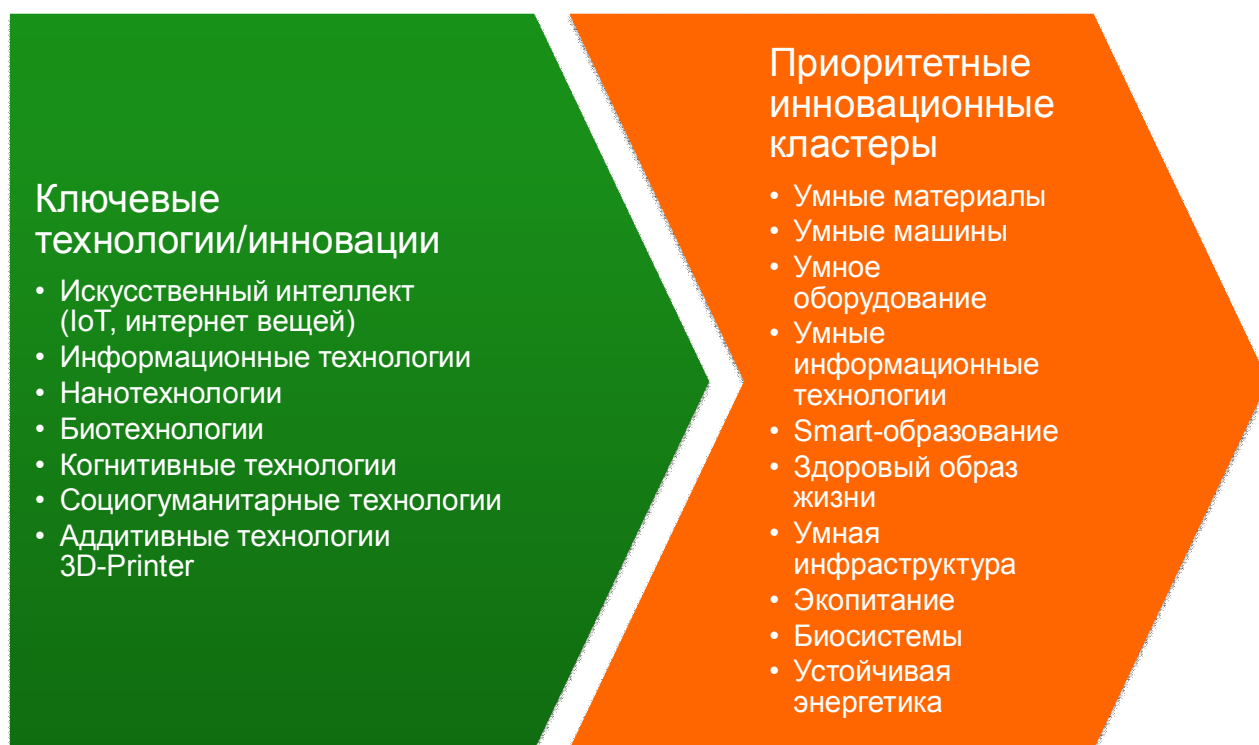 Ключевые
технологии/инновации
• Искусственный интеллект
(IoT, интернет вещей)
• Информационные технологии
• Нанотехнологии
• Биотехнологии
• Когнитивные технологии
• Социогуманитарные технологии
• Аддитивные технологии
3D-Printer
Приоритетные
инновационные
кластеры
• Умные материалы
• Умные машины
• Умное
оборудование
• Умные
информационные
технологии
• Smart-образование
• Здоровый образ
жизни
• Умная
инфраструктура
• Экопитание
• Биосистемы
• Устойчивая
энергетика